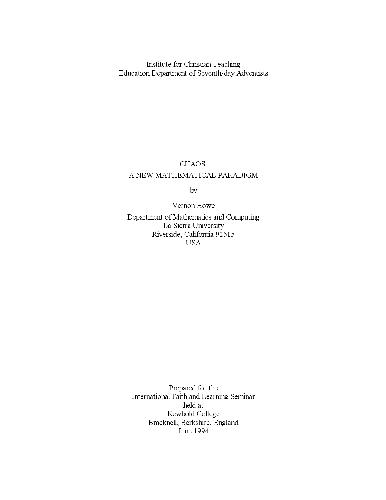 Institute for Christian Teaching
Education Department of Seventh-day Adventists
CHAOS
A NEW MATHEMATICAL PARADIGM
by
Vernon Howe
Department of Mathematics and Computing
La Sierra University
Riverside, California
USA
Prepared for the
International Faith and Learning Seminar
held at
Newbold College
Bracknell, Berkshire, England
1994